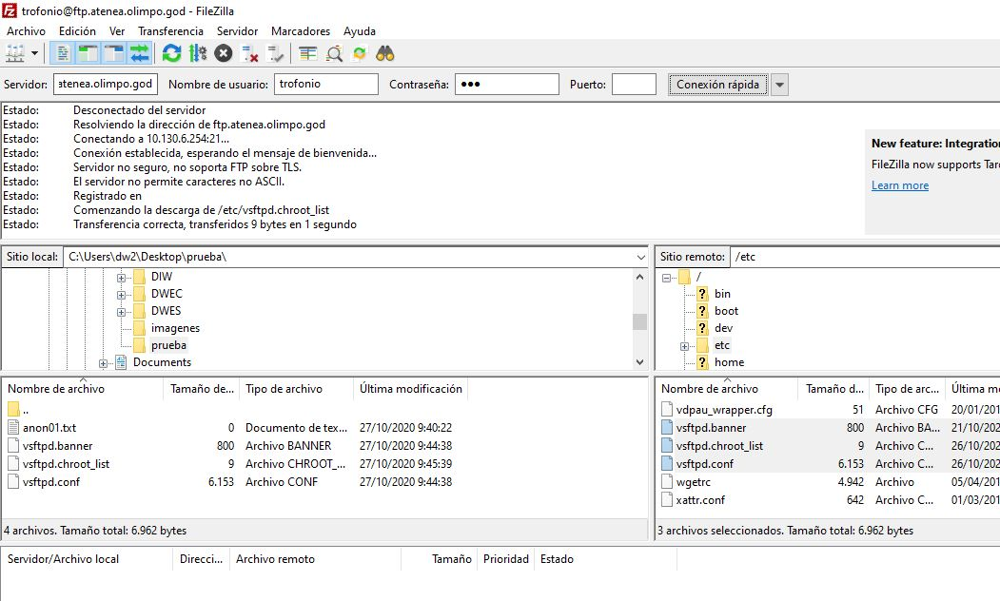 trofonio@ftp.atenea.olimpo.god - FileZilla
Archivo Edición Ver Transferencia Servidor Marcadores Ayuda
Servidor: atenea.olimpo.god Nombre de usuario: trofonio Contraseña: ●●● Puerto: Conexión rápida
Estado: Desconectado del servidor
Estado: Resolviendo la dirección de ftp.atenea.olimpo.god
Estado: Conectando a 10.130.6.254:21...
Estado: Conexión establecida, esperando el mensaje de bienvenida...
Estado: Servidor no seguro, no soporta FTP sobre TLS.
Estado: El servidor no permite caracteres no ASCII.
Estado: Registrado en
Estado: Comenzando la descarga de /etc/vsftpd.chroot_list
Estado: Transferencia correcta, transferidos 9 bytes en 1 segundo
New feature: Integration
FileZilla now supports Tar
Learn more
Sitio local: C:\Users\dw2\Desktop\prueba\
DIW
DWEC
DWES
imagenes
prueba
Documents
Sitio remoto: /etc
/
bin
boot
dev
etc
home
Nombre de archivo Tamaño de... Tipo de archivo Última modificación
..
anon01.txt 0 Documento de tex... 27/10/2020 9:40:22
vsftpd.banner 800 Archivo BANNER 27/10/2020 9:44:38
vsftpd.chroot_list 9 Archivo CHROOT_... 27/10/2020 9:45:39
vsftpd.conf 6.153 Archivo CONF 27/10/2020 9:44:38
4 archivos. Tamaño total: 6.962 bytes
Nombre de archivo Tamaño d... Tipo de arc... Última m
vdpau_wrapper.cfg 51 Archivo CFG 20/01/201
vsftpd.banner 800 Archivo BA... 21/10/202
vsftpd.chroot_list 9 Archivo C... 26/10/202
vsftpd.conf 6.153 Archivo C... 26/10/202
wgetrc 4.942 Archivo 05/04/201
xattr.conf 642 Archivo C... 01/03/201
3 archivos seleccionados. Tamaño total: 6.962 bytes
Servidor/Archivo local Direcci... Archivo remoto Tamaño Prioridad Estado